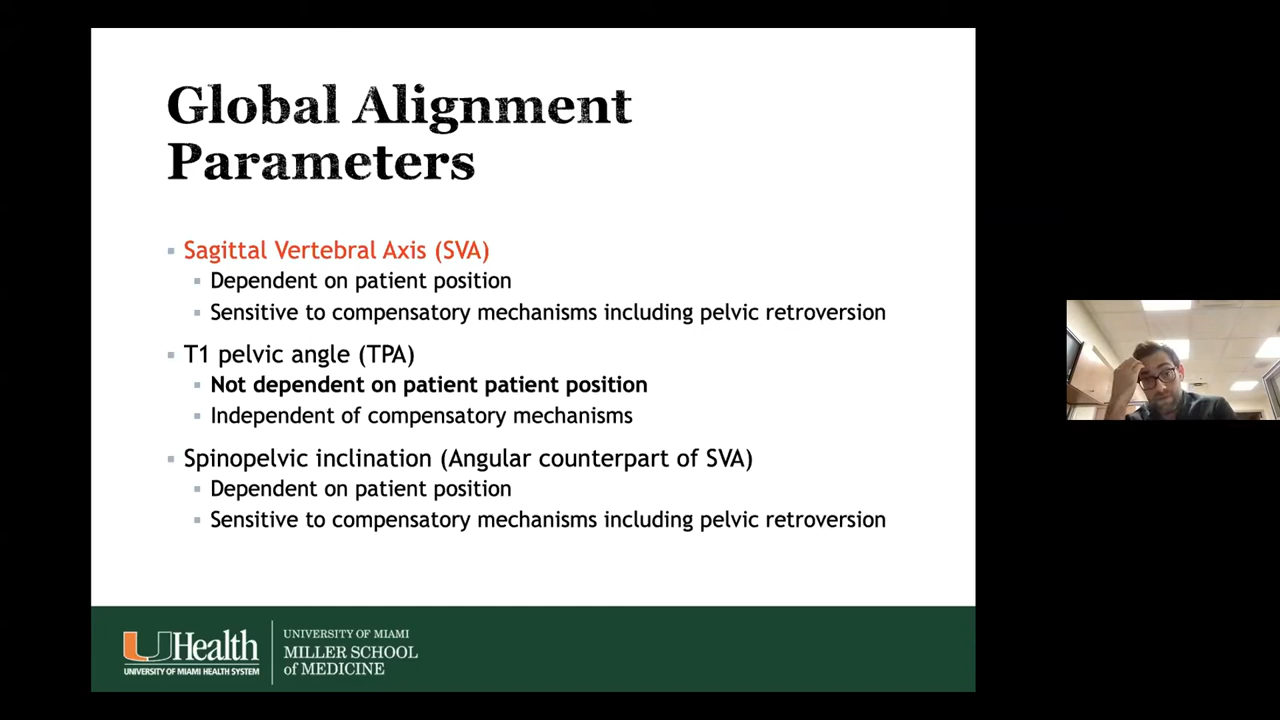 Global Alignment
Parameters
Sagittal Vertebral Axis (SVA)
Dependent on patient position
Sensitive to compensatory mechanisms including pelvic retroversion
T1 pelvic angle (TPA)
Not dependent on patient patient position
Independent of compensatory mechanisms
Spinopelvic inclination (Angular counterpart of SVA)
Dependent on patient position
Sensitive to compensatory mechanisms including pelvic retroversion
UHealth
UNIVERSITY OF MIAMI HEALTH SYSTEM
UNIVERSITY OF MIAMI
MILLER SCHOOL
of MEDICINE